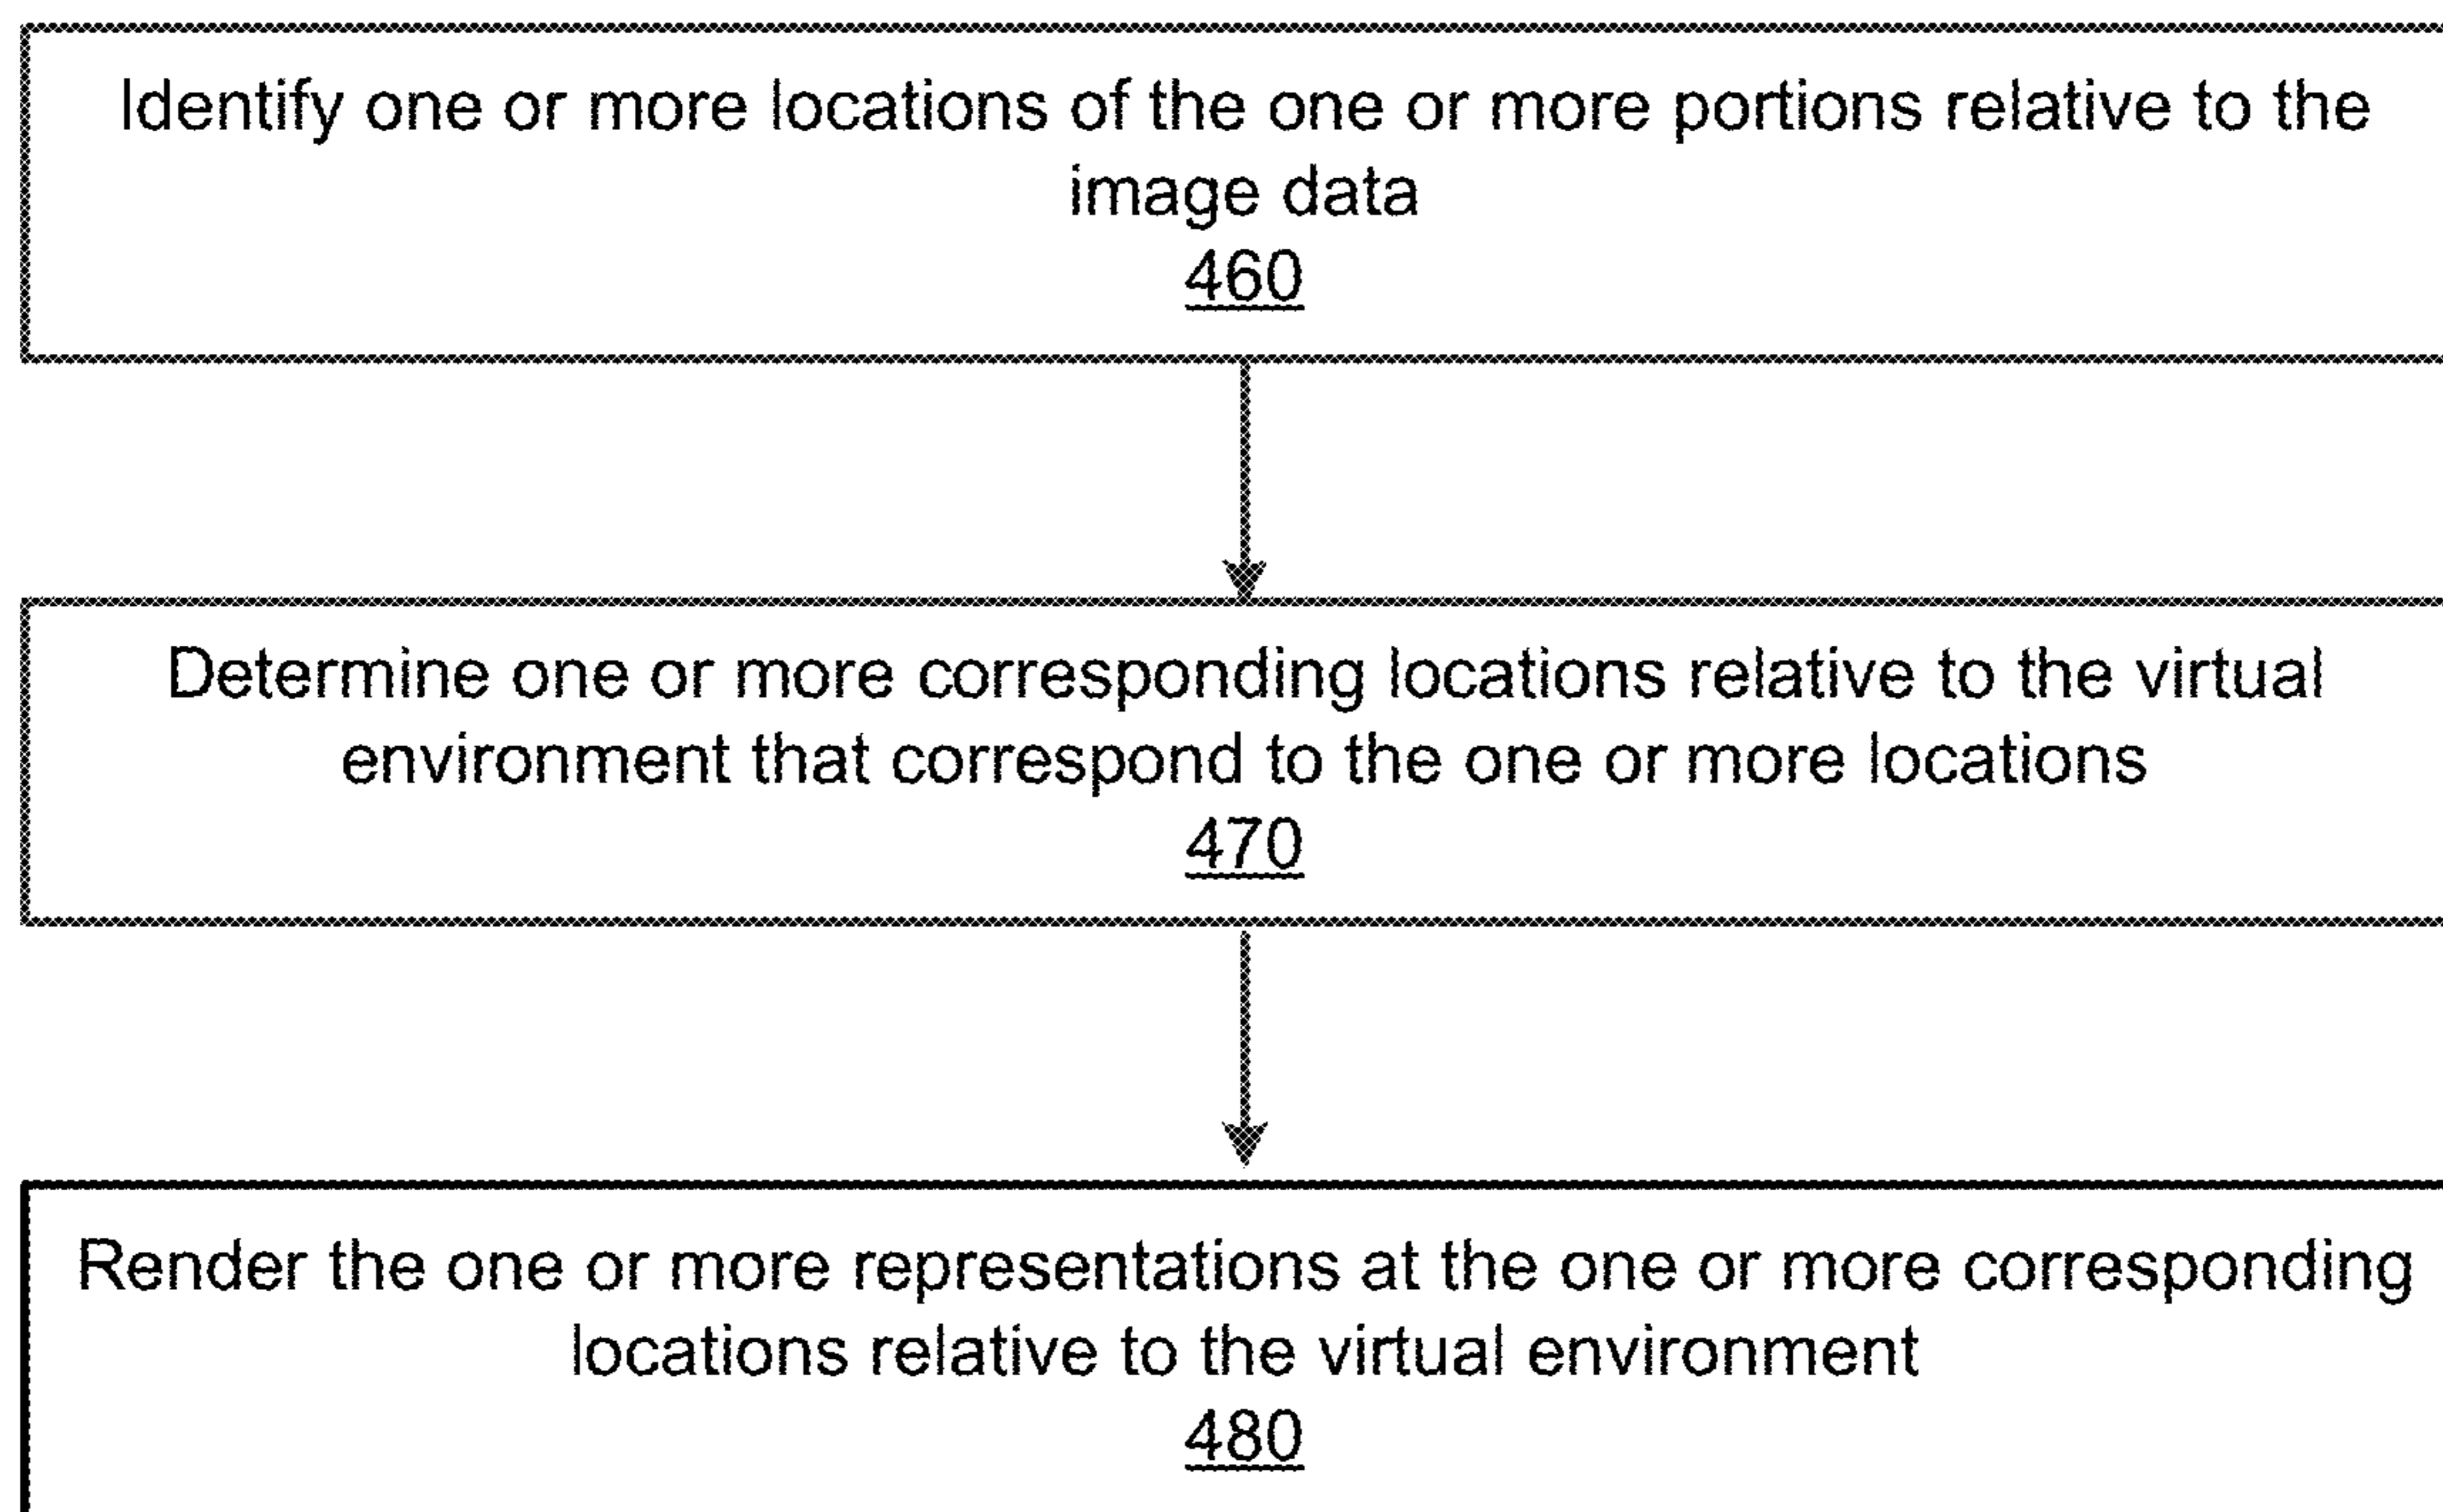 Identify one or more locations of the one or more portions relative to the
image data
460
Determine one or more corresponding locations relative to the virtual
environment that correspond to the one or more locations
470
Render the one or more representations at the one or more corresponding
locations relative to the virtual environment
480